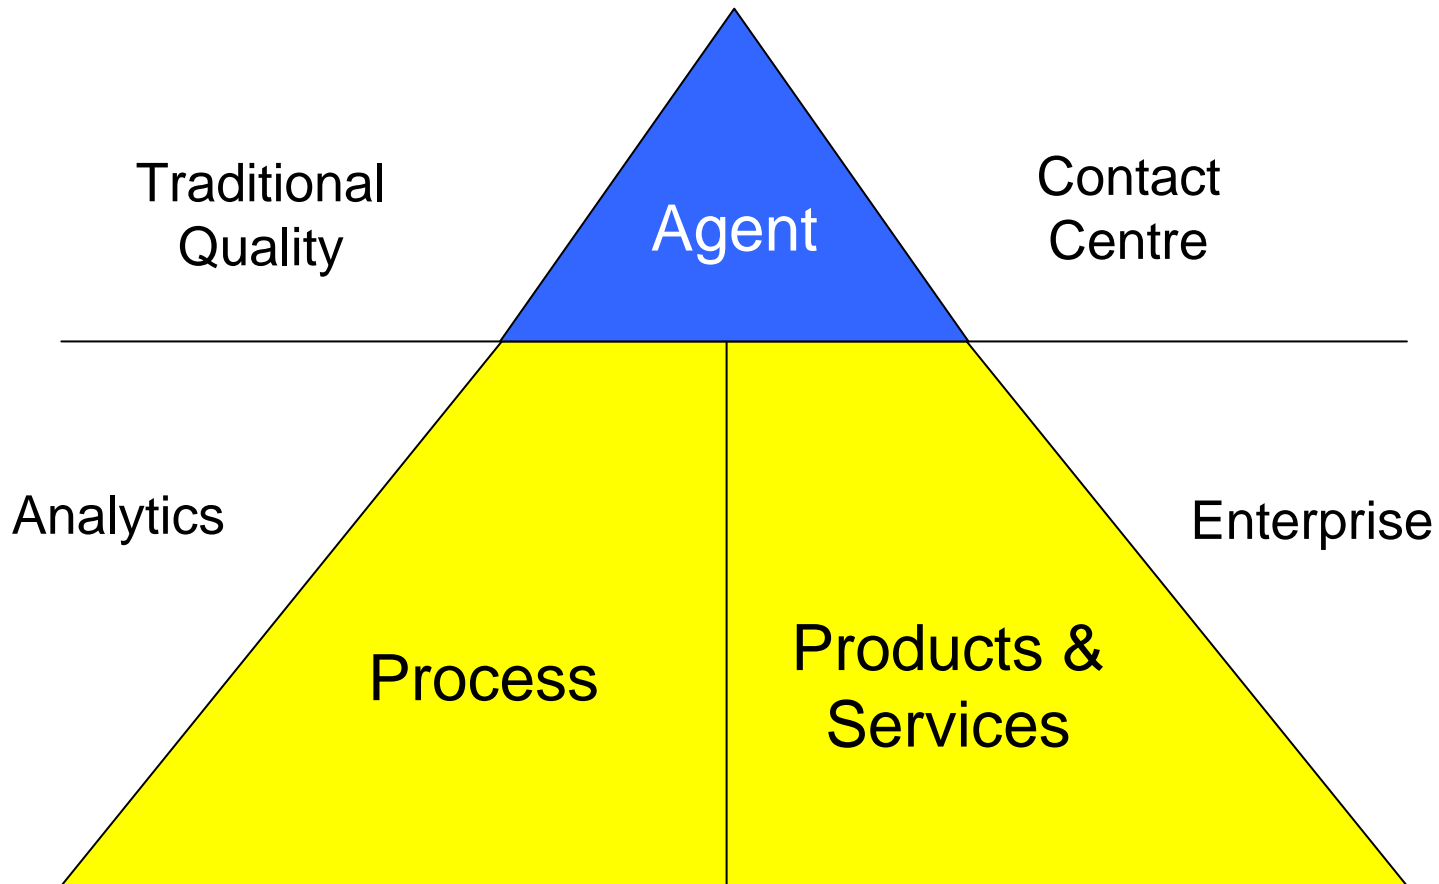 Traditional
Quality
Agent
Contact
Centre
Analytics
Enterprise
Process
Products &
Services